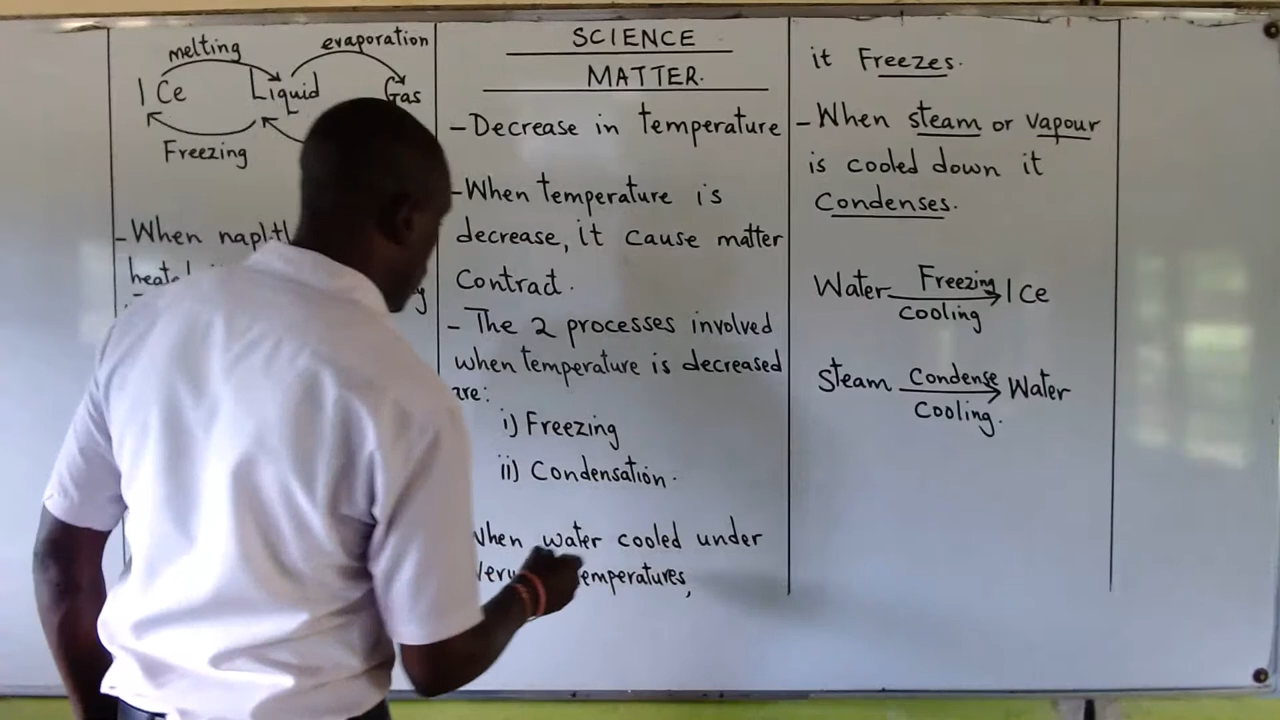 melting
evaporation
ICe
Liquid
Gas
Freezing
- When
heated
SCIENCE
MATTER.
- Decrease in temperature
- When temperature is
decrease, it cause matter
Contract.
- The 2 processes involved
when temperature is decreased
are:
i) Freezing
ii) Condensation.
When water cooled under
Very temperatures,
it Freezes.
- When steam or vapour
is cooled down it
Condenses.
Water Freezing ICe
cooling
Steam Condense Water
Cooling.